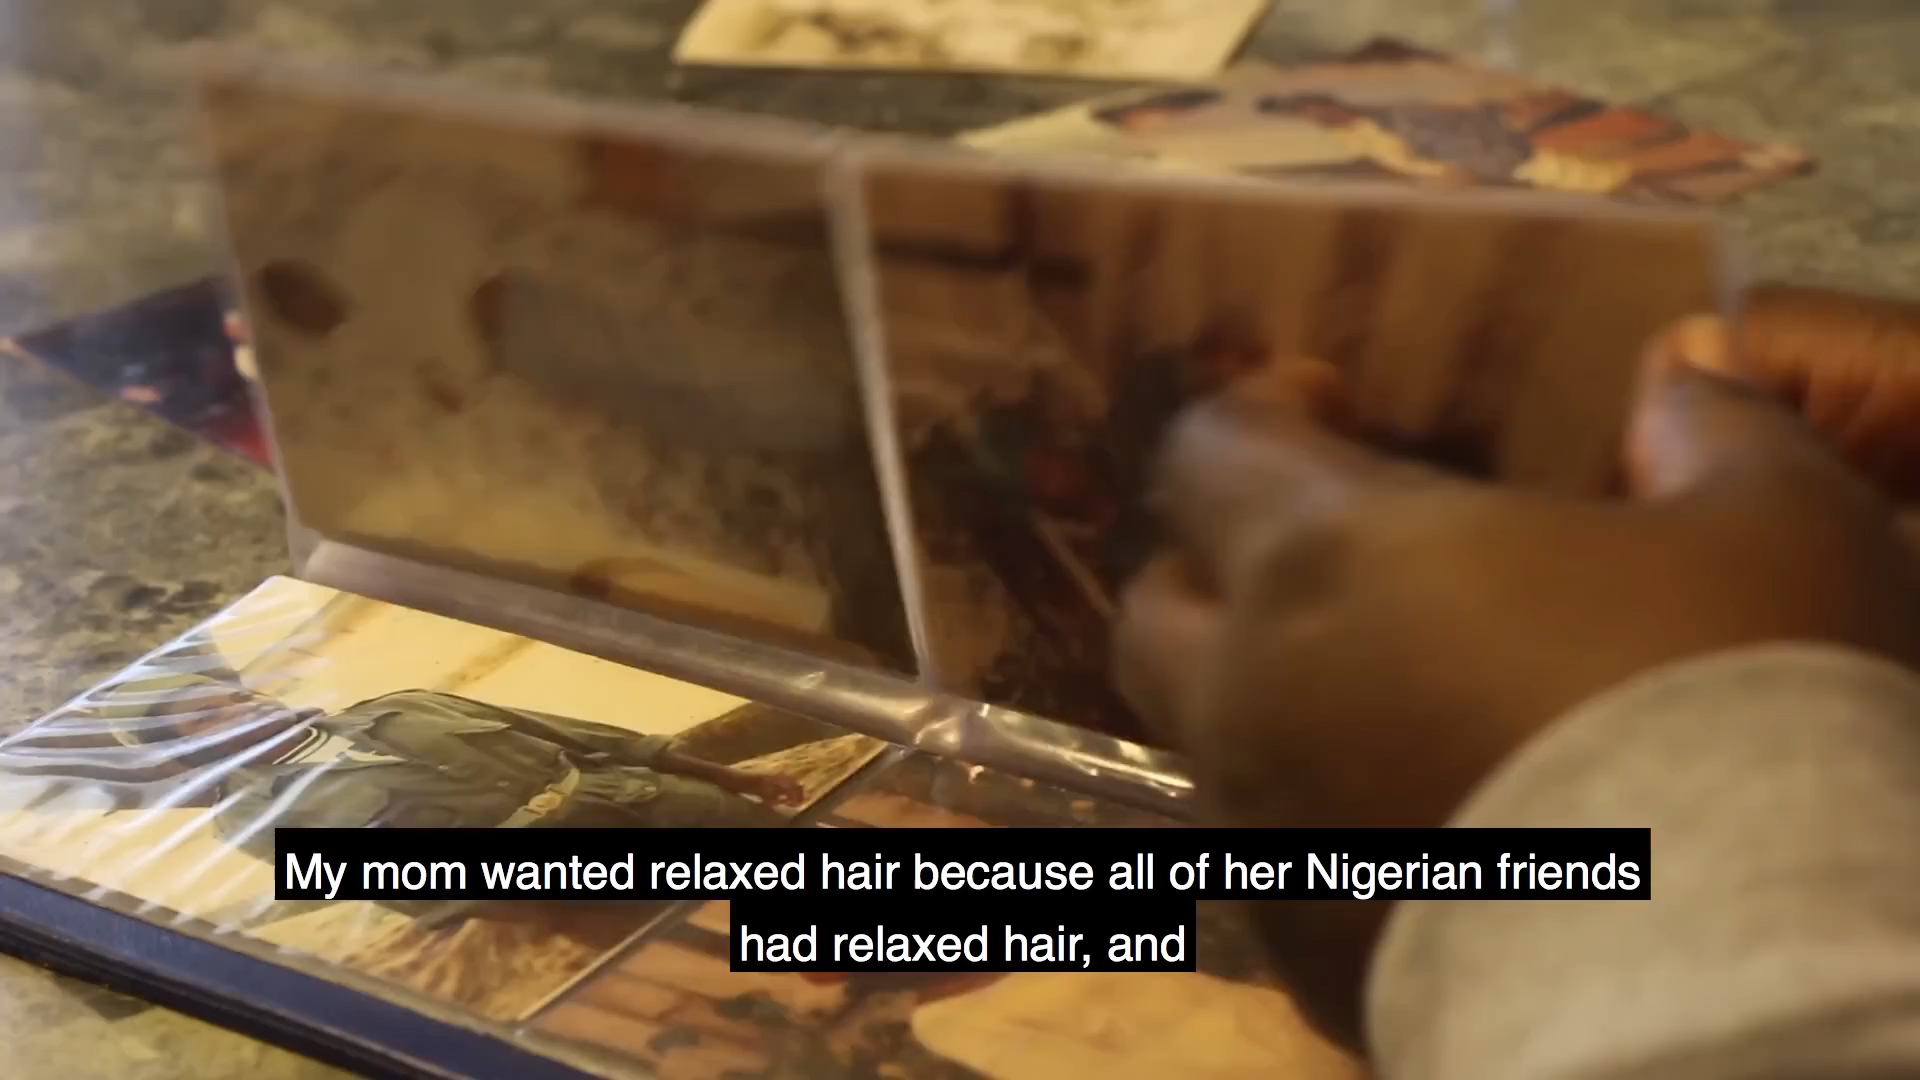 My mom wanted relaxed hair because all of her Nigerian friends
had relaxed hair, and